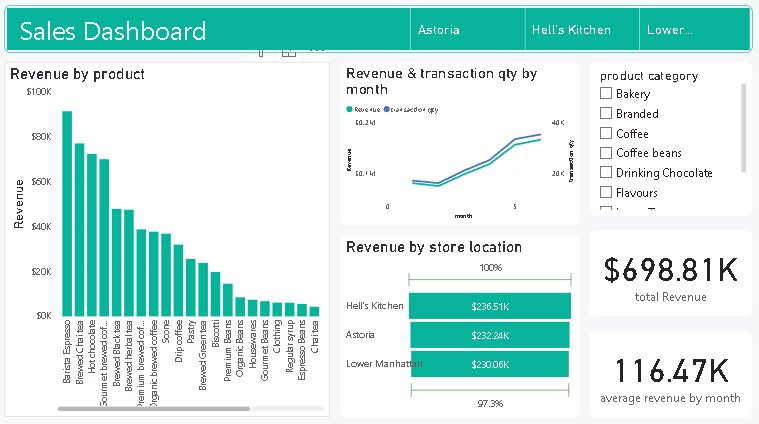 Sales Dashboard
Astoria
Hell's Kitchen
Lower...
Revenue by product
$100K
$80K
$60K
$40K
$20K
$0K
Revenue
Barista Espresso
Brewed Chai tea
Hot chocolate
Gourmet brewed cof...
Brewed Black tea
Brewed herbal tea
Premium brewed cof...
Organic brewed coffee
Scone
Drip coffee
Pastry
Brewed Green tea
Biscotti
Premium Beans
Organic Beans
Housewares
Gourmet Beans
Clothing
Regular syrup
Espresso Beans
Chai tea
Revenue & transaction qty by
month
Revenue transaction qty
$0.2M
$0.1M
Revenue
40K
20K
transaction qty
0
5
month
Revenue by store location
100%
Hell's Kitchen $236.51K
Astoria $232.24K
Lower Manhattan $230.06K
97.3%
product category
Bakery
Branded
Coffee
Coffee beans
Drinking Chocolate
Flavours
$698.81K
total Revenue
116.47K
average revenue by month